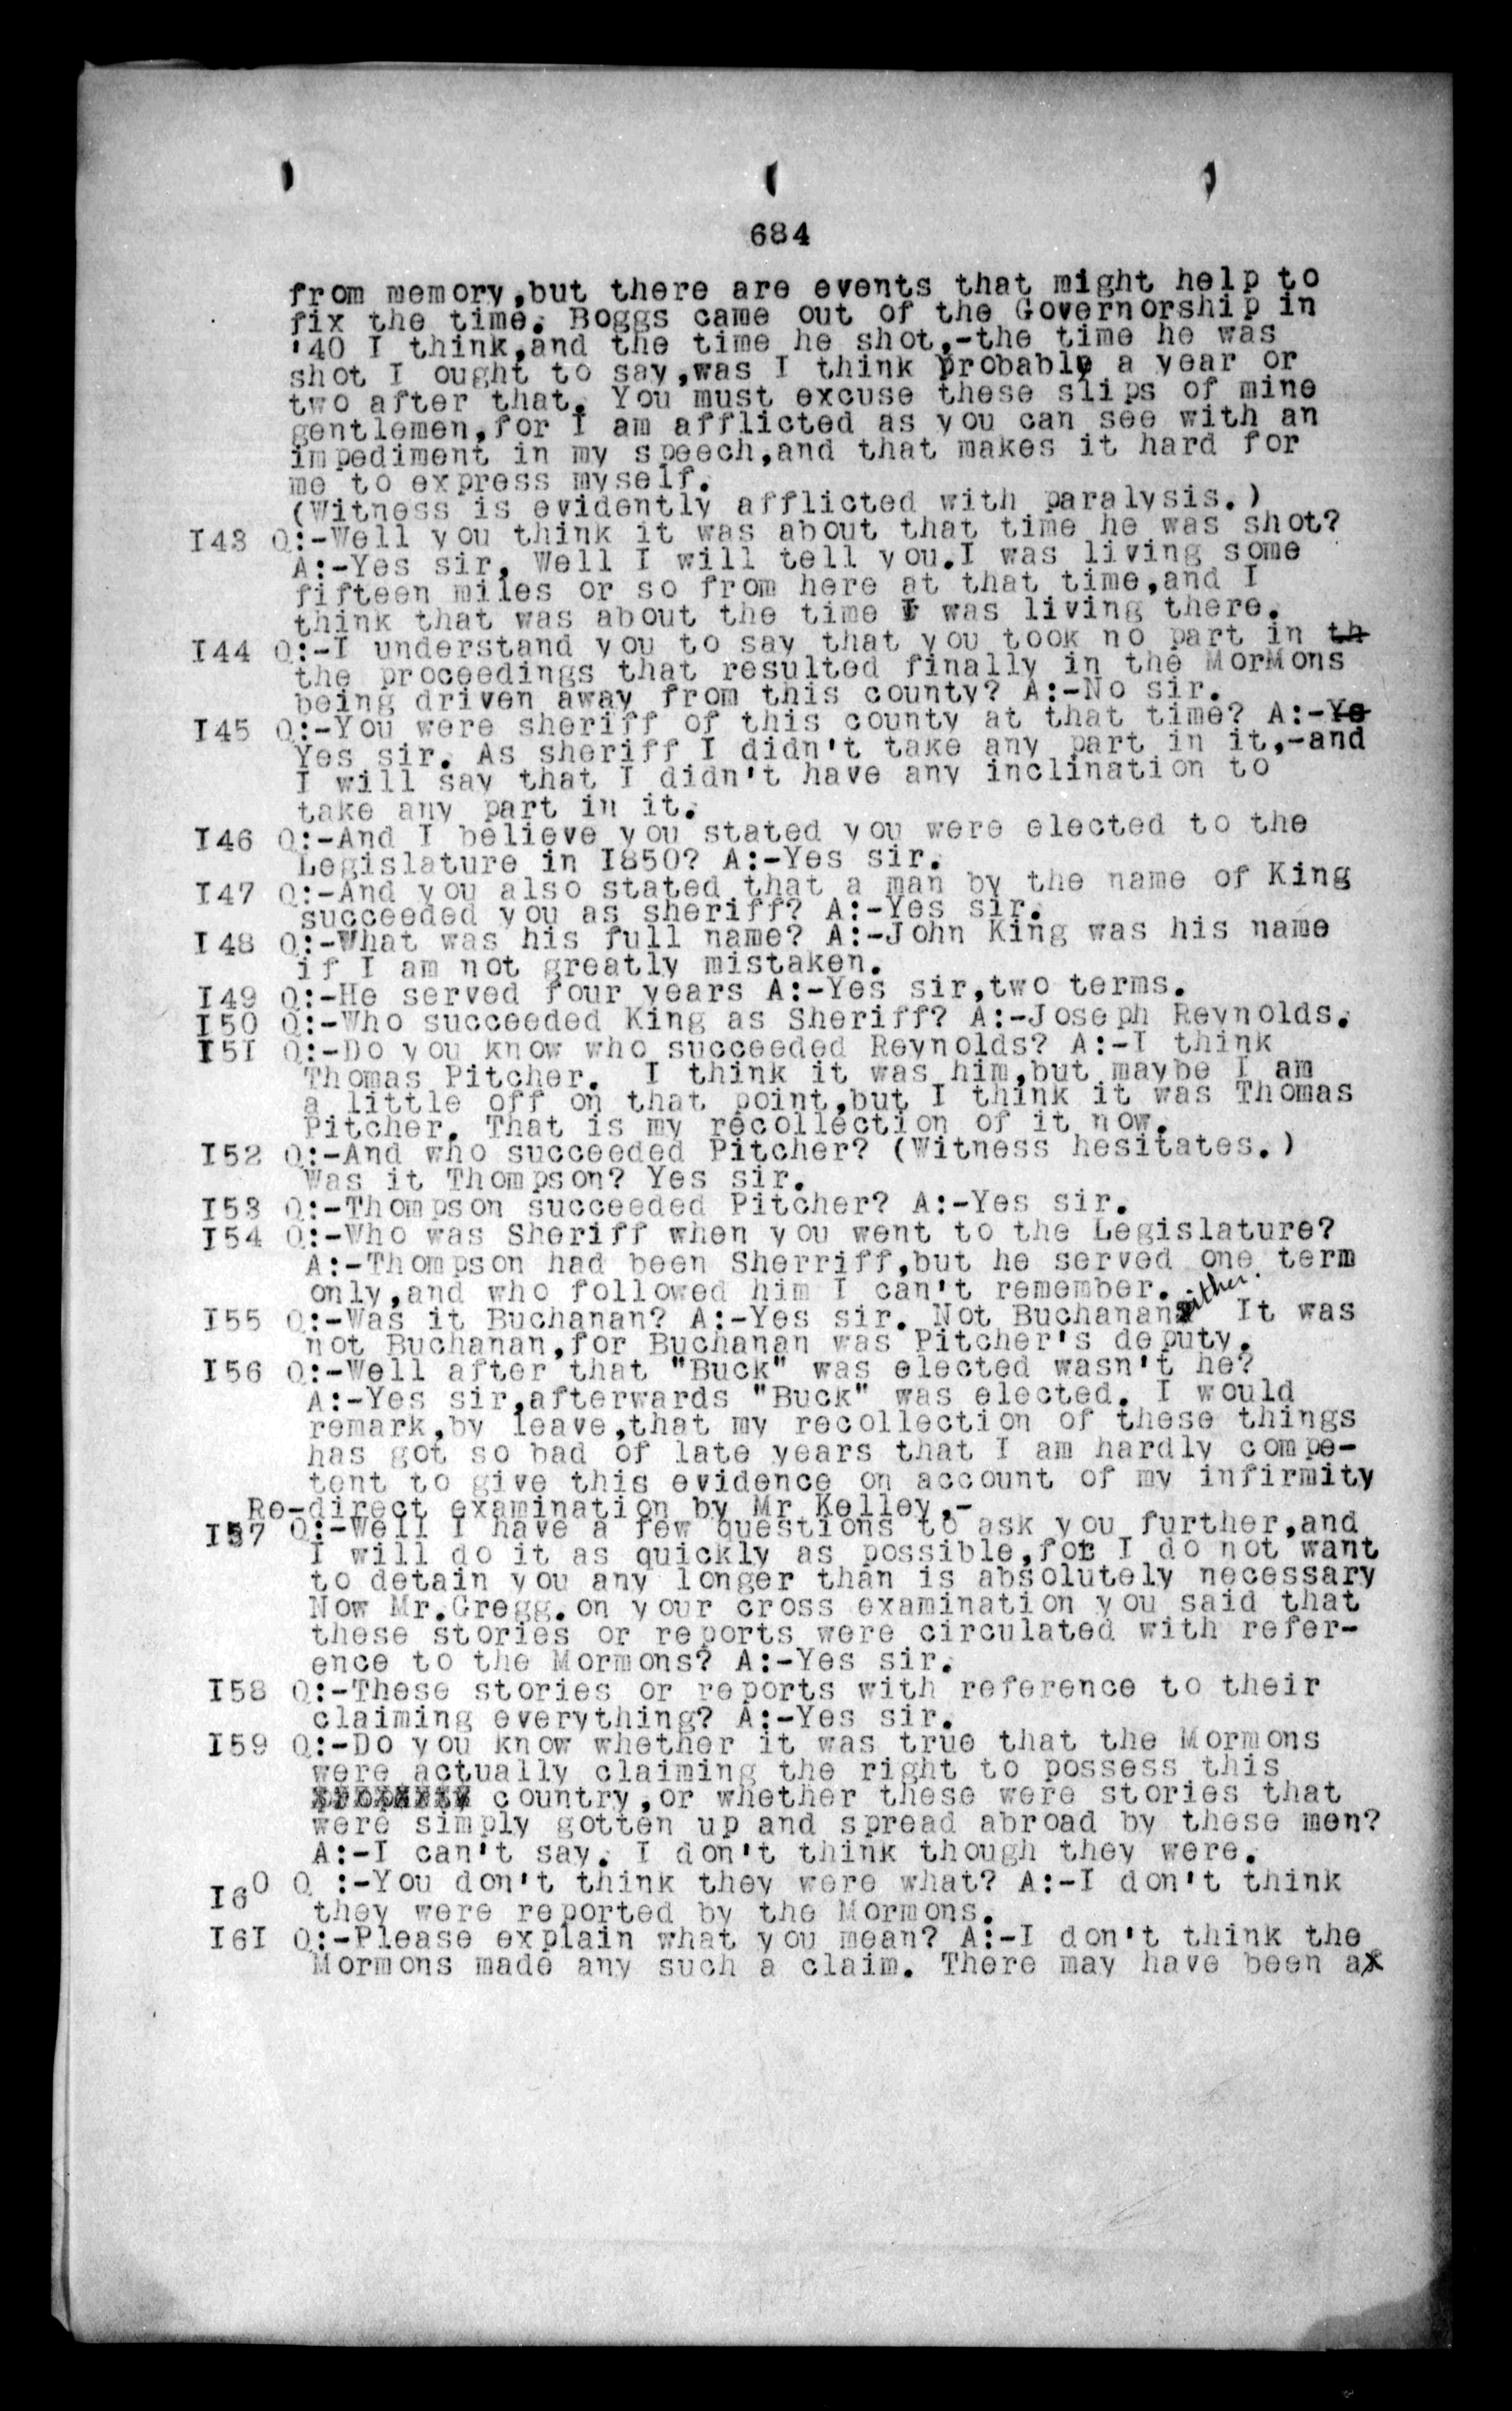 684
from memory,but there are events that might help to
fix the time. Boggs came out of the Governorship in
'40 I think,and the time he shot,-the time he was
shot I ought to say,was I think probably a year or
two after that. You must excuse these slips of mine
gentlemen,for I am afflicted as you can see with an
impediment in my speech,and that makes it hard for
me to express myself.
(Witness is evidently afflicted with paralysis.)
I43 Q:-Well you think it was about that time he was shot?
A:-Yes sir. Well I will tell you.I was living some
fifteen miles or so from here at that time,and I
think that was about the time I was living there.
I44 Q:-I understand you to say that you took no part in th
the proceedings that resulted finally in the MorMons
being driven away from this county? A:-No sir.
I45 Q:-You were sheriff of this county at that time? A:-Ye
Yes sir. As sheriff I didn't take any part in it,-and
I will say that I didn't have any inclination to
take any part in it.
I46 Q:-And I believe you stated you were elected to the
Legislature in I850? A:-Yes sir.
I47 Q:-And you also stated that a man by the name of King
succeeded you as sheriff? A:-Yes sir.
I48 Q:-What was his full name? A:-John King was his name
if I am not greatly mistaken.
I49 Q:-He served four years A:-Yes sir,two terms.
I50 Q:-Who succeeded King as Sheriff? A:-Joseph Reynolds.
I5I Q:-Do you know who succeeded Reynolds? A:-I think
Thomas Pitcher. I think it was him,but maybe I am
a little off on that point,but I think it was Thomas
Pitcher. That is my recollection of it now.
I52 Q:-And who succeeded Pitcher? (Witness hesitates.)
Was it Thompson? Yes sir.
I53 Q:-Thompson succeeded Pitcher? A:-Yes sir.
I54 Q:-Who was Sheriff when you went to the Legislature?
A:-Thompson had been Sherriff,but he served one term
only,and who followed him I can't remember.
I55 Q:-Was it Buchanan? A:-Yes sir. Not Buchanan either. It was
not Buchanan,for Buchanan was Pitcher's deputy.
I56 Q:-Well after that "Buck" was elected wasn't he?
A:-Yes sir,afterwards "Buck" was elected. I would
remark,by leave,that my recollection of these things
has got so bad of late years that I am hardly compe-
tent to give this evidence on account of my infirmity
Re-direct examination by Mr Kelley,-
I57 Q:-Well I have a few questions to ask you further,and
I will do it as quickly as possible,for I do not want
to detain you any longer than is absolutely necessary
Now Mr.Gregg.on your cross examination you said that
these stories or reports were circulated with refer-
ence to the Mormons? A:-Yes sir.
I58 Q:-These stories or reports with reference to their
claiming everything? A:-Yes sir.
I59 Q:-Do you know whether it was true that the Mormons
were actually claiming the right to possess this
country,or whether these were stories that
were simply gotten up and spread abroad by these men?
A:-I can't say. I don't think though they were.
I60 Q :-You don't think they were what? A:-I don't think
they were reported by the Mormons.
I6I Q:-Please explain what you mean? A:-I don't think the
Mormons made any such a claim. There may have been a